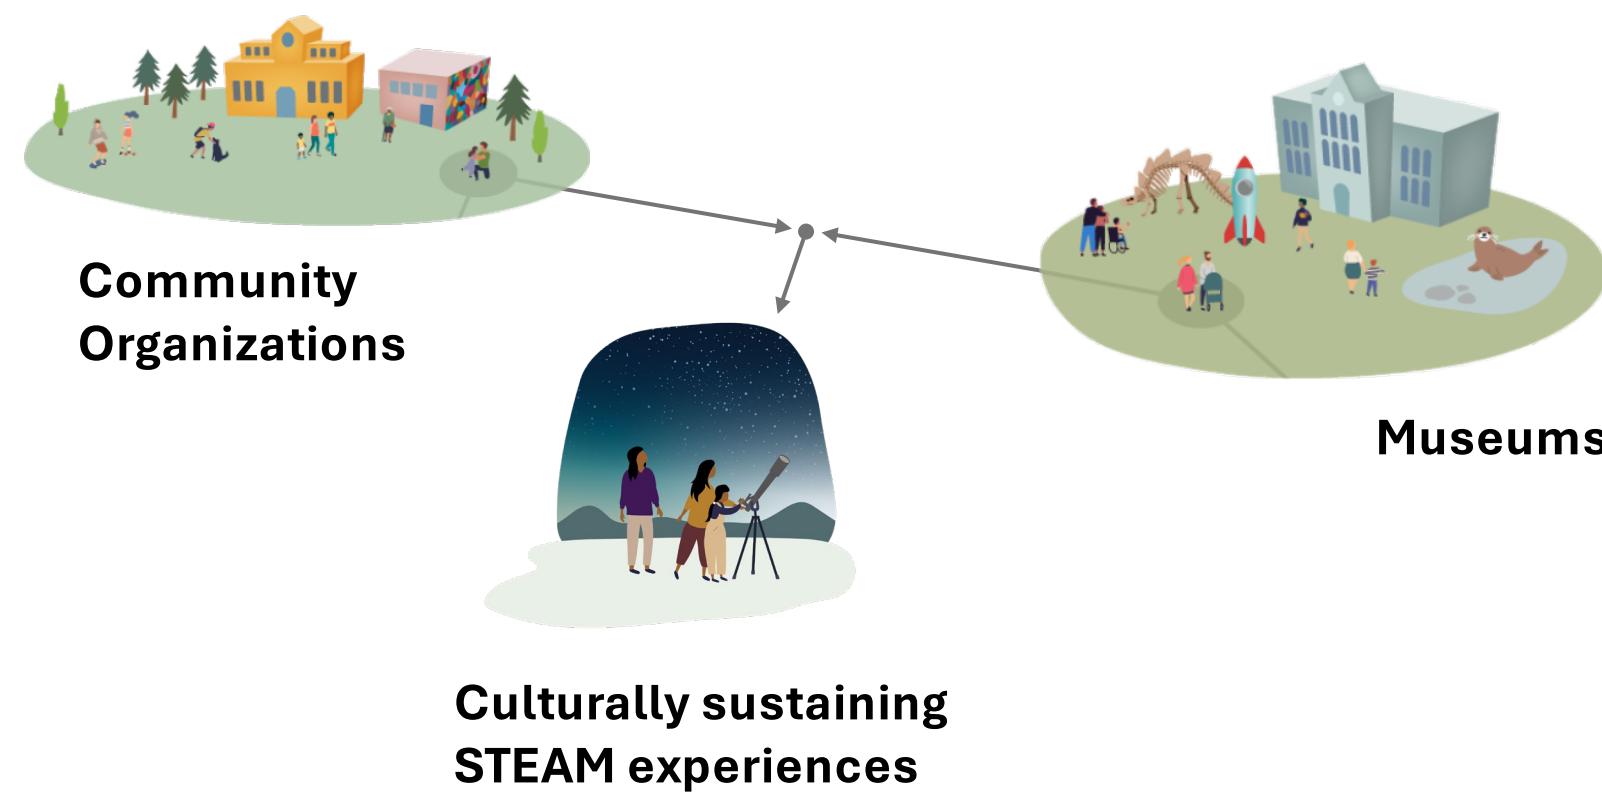 Community
Organizations
Museums
Culturally sustaining
STEAM experiences